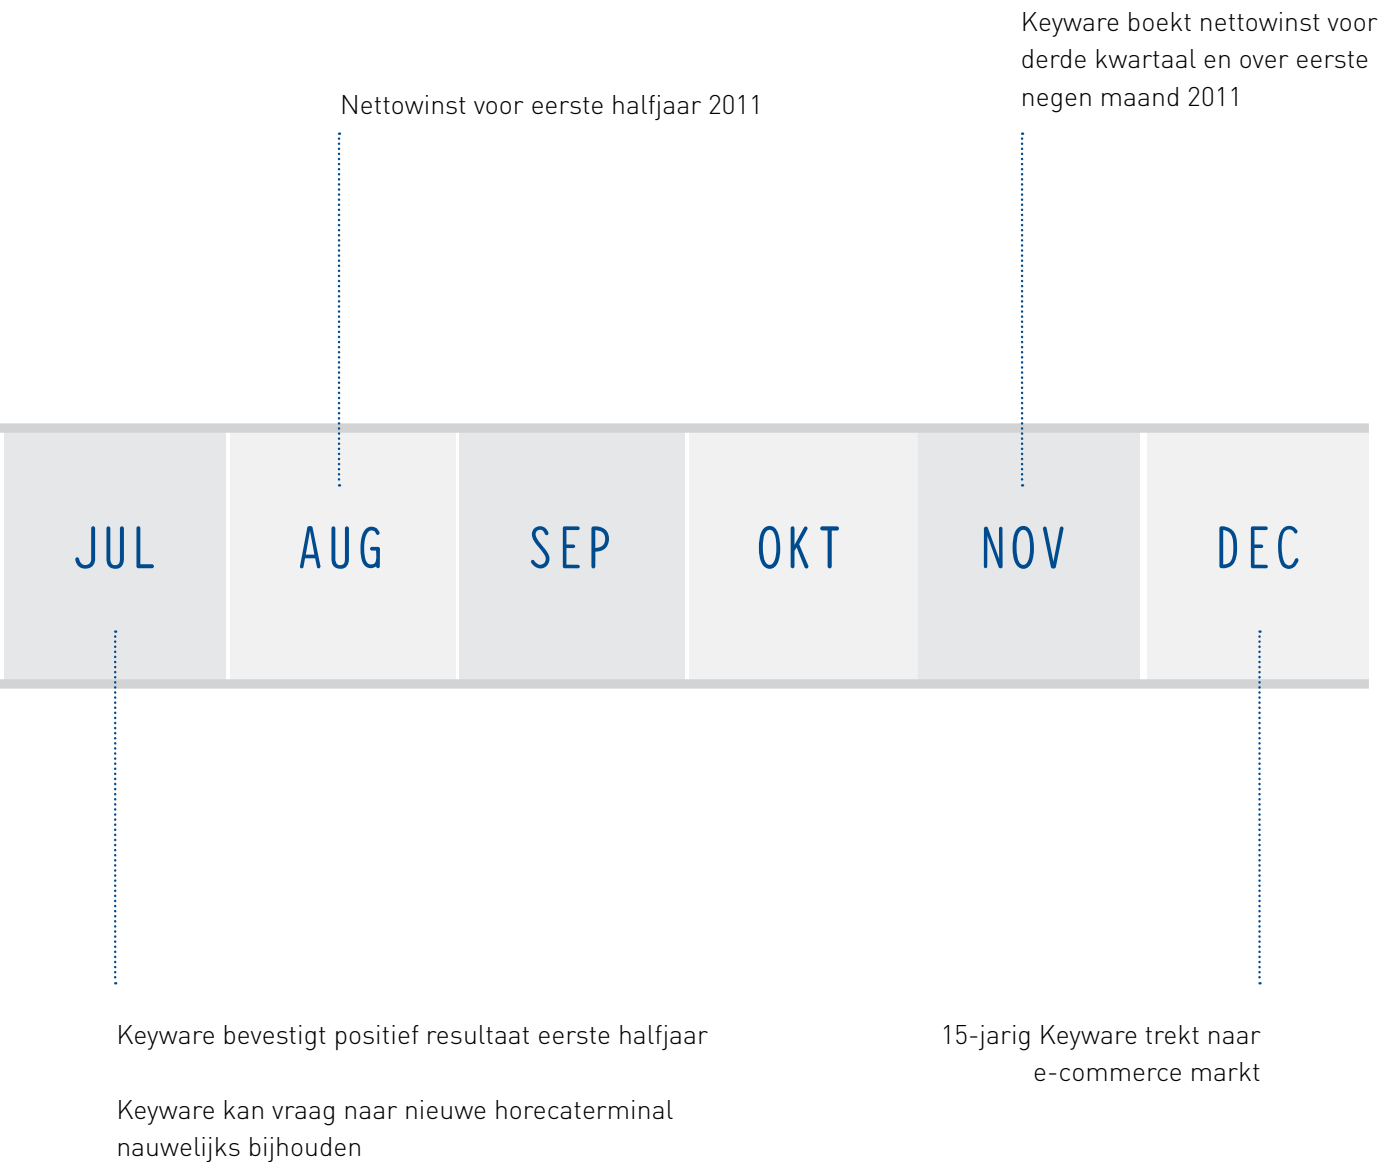 Keyware boekt nettowinst voor
derde kwartaal en over eerste
negen maand 2011
Nettowinst voor eerste halfjaar 2011
JUL
AUG
SEP
OKT
NOV
DEC
Keyware bevestigt positief resultaat eerste halfjaar
Keyware kan vraag naar nieuwe horecaterminal
nauwelijks bijhouden
15-jarig Keyware trekt naar
e-commerce markt